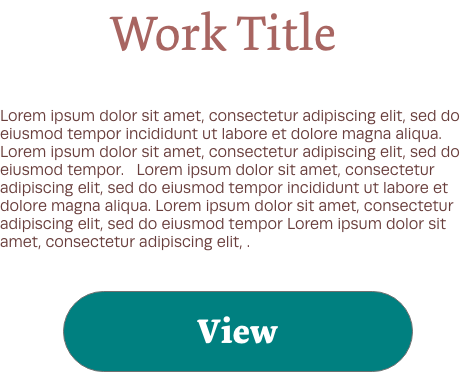 Work Title
Lorem ipsum dolor sit amet, consectetur adipiscing elit, sed do
eiusmod tempor incididunt ut labore et dolore magna aliqua.
Lorem ipsum dolor sit amet, consectetur adipiscing elit, sed do
eiusmod tempor.   Lorem ipsum dolor sit amet, consectetur
adipiscing elit, sed do eiusmod tempor incididunt ut labore et
dolore magna aliqua. Lorem ipsum dolor sit amet, consectetur
adipiscing elit, sed do eiusmod tempor Lorem ipsum dolor sit
amet, consectetur adipiscing elit, .
View